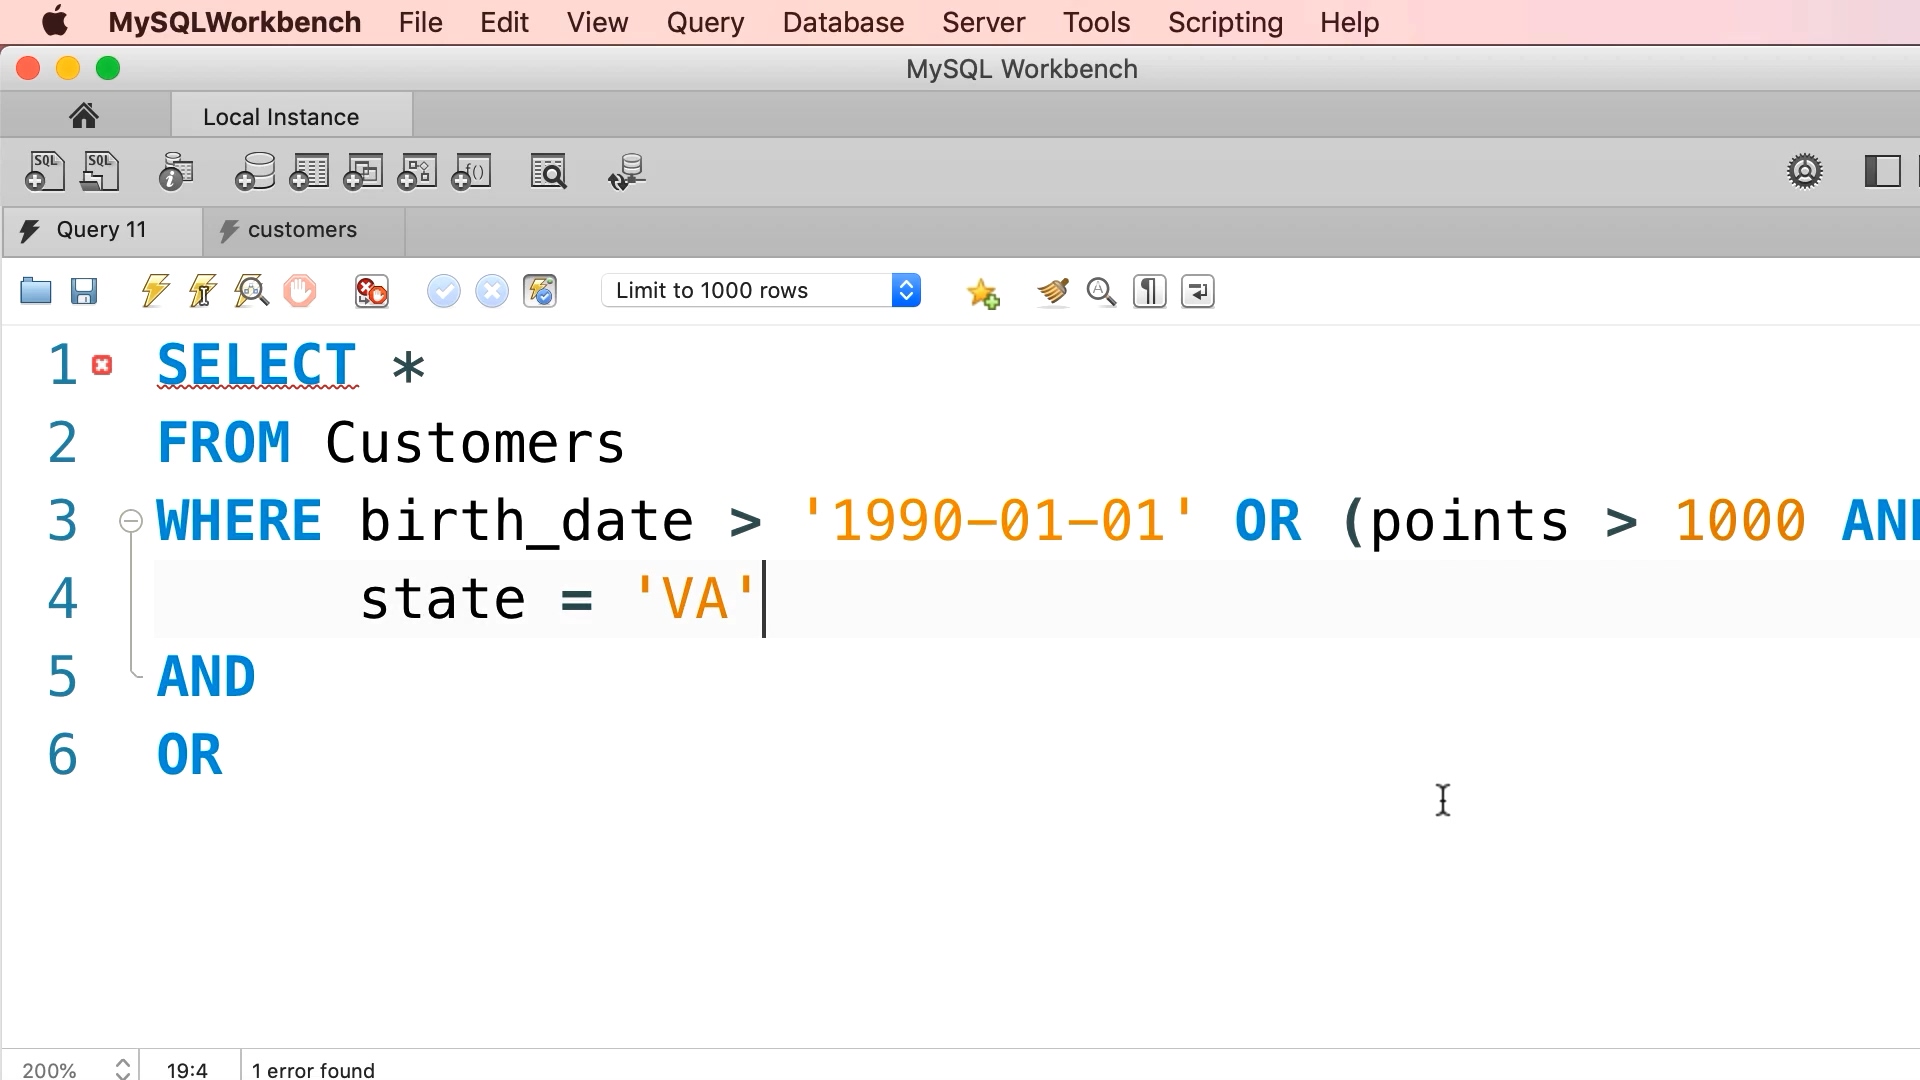 MySQLWorkbench File Edit View Query Database Server Tools Scripting Help
MySQL Workbench
Local Instance
SQL SQL f()
Query 11 customers
Limit to 1000 rows
1 SELECT *
2 FROM Customers
3 WHERE birth_date > '1990-01-01' OR (points > 1000 AN
4 state = 'VA'
5 AND
6 OR
200% 19:4 1 error found